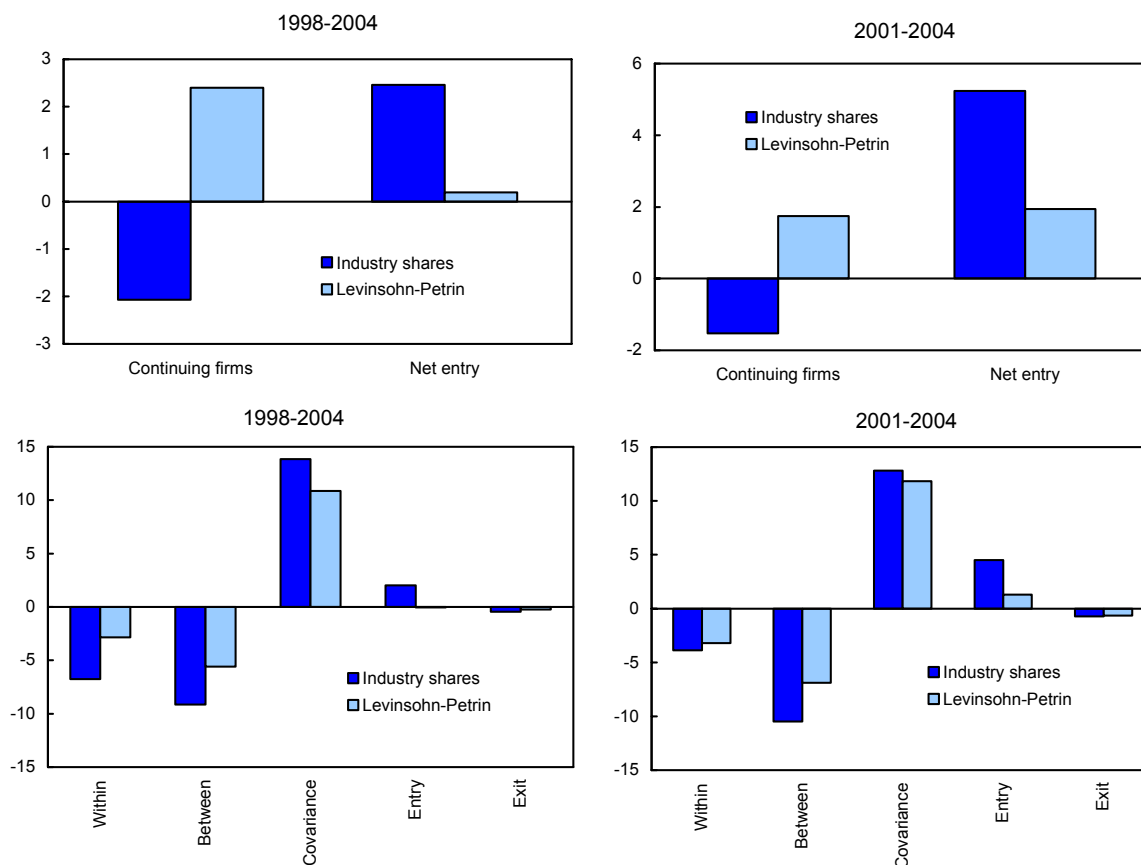 1998-2004
3
2
1
0
-1
-2
-3
Industry shares
Levinsohn-Petrin
Continuing firms
Net entry
2001-2004
6
4
2
0
-2
Industry shares
Levinsohn-Petrin
Continuing firms
Net entry
1998-2004
15
10
5
0
-5
-10
-15
Industry shares
Levinsohn-Petrin
Within
Between
Covariance
Entry
Exit
2001-2004
15
10
5
0
-5
-10
-15
Industry shares
Levinsohn-Petrin
Within
Between
Covariance
Entry
Exit